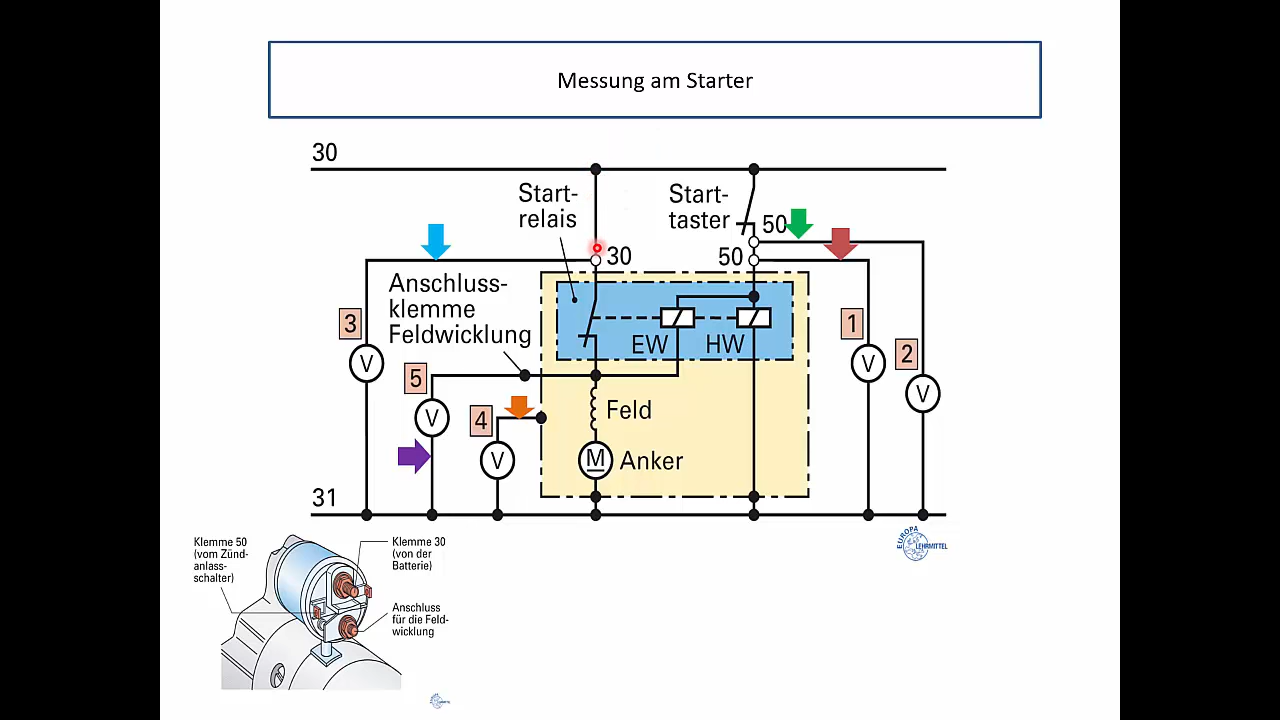 Messung am Starter
30
Start-
relais
Start-
taster
50
50
30
Anschluss-
klemme
Feldwicklung
3
V
5
V
4
V
EW
HW
1
V
2
V
Feld
M
Anker
31
EUROPA
LEHRMITTEL
Klemme 50
(vom Zünd-
anlass-
schalter)
Klemme 30
(von der
Batterie)
Anschluss
für die Feld-
wicklung